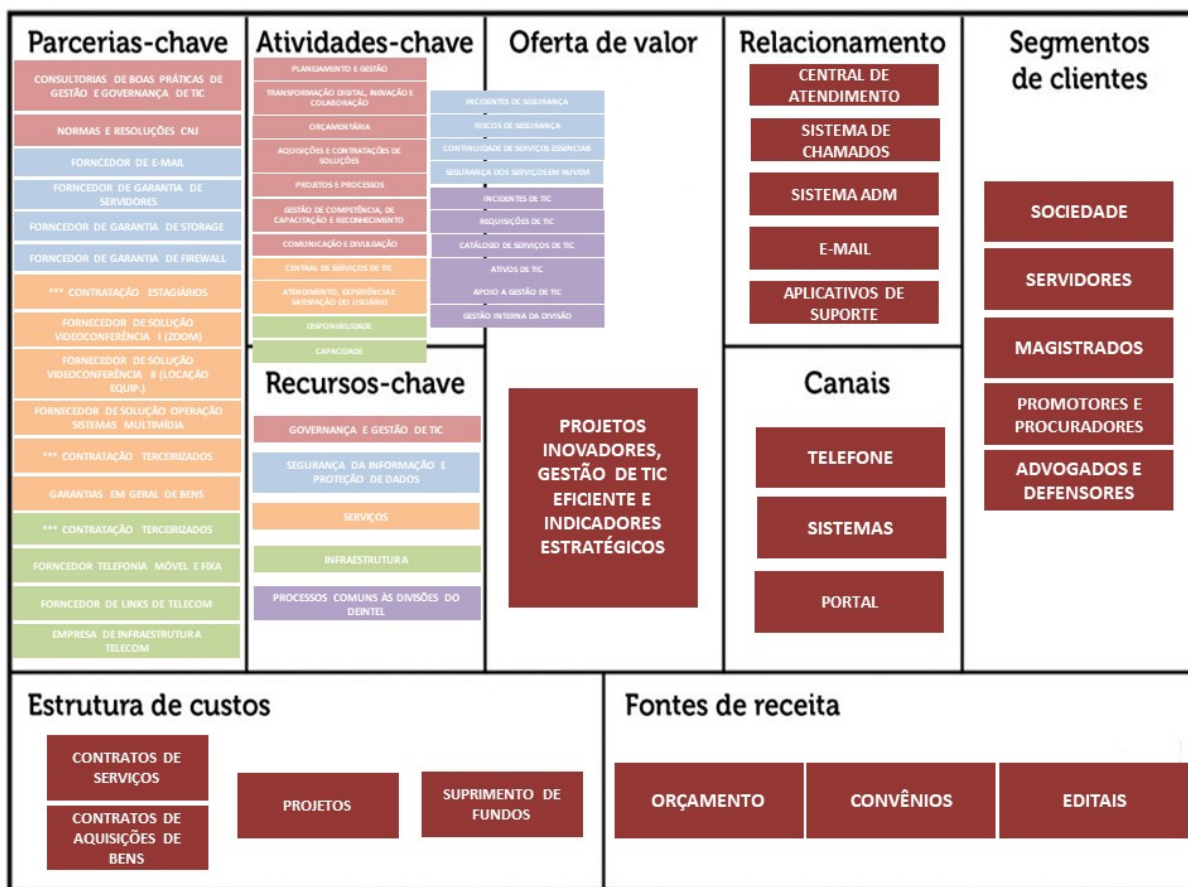 Parcerias-chave
CONSULTORIAS DE BOAS PRÁTICAS DE
GESTÃO E GOVERNANÇA DE TIC
NORMAS E RESOLUÇÕES CNJ
FORNCEDOR DE E-MAIL
FORNCEDOR DE GARANTIA DE
SERVIDORES
FORNCEDOR DE GARANTIA DE STORAGE
FORNCEDOR DE GARANTIA DE FIREWALL
*** CONTRATAÇÃO ESTAGIÁRIOS
FORNECEDOR DE SOLUÇÃO
VIDEOCONFERÊNCIA I (ZOOM)
FORNECEDOR DE SOLUÇÃO
VIDEOCONFERÊNCIA II (LOCAÇÃO
EQUIP.)
FORNECEDOR DE SOLUÇÃO OPERAÇÃO
SISTEMAS MULTIMÍDIA
*** CONTRATAÇÃO TERCEIRIZADOS
GARANTIAS EM GERAL DE BENS
*** CONTRATAÇÃO TERCEIRIZADOS
FORNCEDOR TELEFONIA MÓVEL E FIXA
FORNCEDOR DE LINKS DE TELECOM
EMPRESA DE INFRAESTRUTURA
TELECOM
Atividades-chave
PLANEJAMENTO E GESTÃO
TRANSFORMAÇÃO DIGITAL, INOVAÇÃO E
COLABORAÇÃO
ORÇAMENTÁRIA
AQUISIÇÕES E CONTRATAÇÕES DE
SOLUÇÕES
PROJETOS E PROCESSOS
GESTÃO DE COMPETÊNCIA, DE
CAPACITAÇÃO E RECONHECIMENTO
COMUNICAÇÃO E DIVULGAÇÃO
CENTRAL DE SERVIÇOS DE TIC
ATENDIMENTO, EXPERIÊNCIA E
SATISFAÇÃO DO USUÁRIO
DISPONIBILIDADE
CAPACIDADE
INCIDENTES DE SEGURANÇA
RISCOS DE SEGURANÇA
CONTINUIDADE DE SERVIÇOS ESSENCIAIS
SEGURANÇA DOS SERVIÇOS EM NUVEM
INCIDENTES DE TIC
REQUISIÇÕES DE TIC
CATÁLOGO DE SERVIÇOS DE TIC
ATIVOS DE TIC
APOIO A GESTÃO DE TIC
GESTÃO INTERNA DA DIVISÃO
Recursos-chave
GOVERNANÇA E GESTÃO DE TIC
SEGURANÇA DA INFORMAÇÃO E
PROTEÇÃO DE DADOS
SERVIÇOS
INFRAESTRUTURA
PROCESSOS COMUNS ÀS DIVISÕES DO
DEINTEL
Oferta de valor
PROJETOS
INOVADORES,
GESTÃO DE TIC
EFICIENTE E
INDICADORES
ESTRATÉGICOS
Relacionamento
CENTRAL DE
ATENDIMENTO
SISTEMA DE
CHAMADOS
SISTEMA ADM
E-MAIL
APLICATIVOS DE
SUPORTE
Canais
TELEFONE
SISTEMAS
PORTAL
Segmentos
de clientes
SOCIEDADE
SERVIDORES
MAGISTRADOS
PROMOTORES E
PROCURADORES
ADVOGADOS E
DEFENSORES
Estrutura de custos
CONTRATOS DE
SERVIÇOS
CONTRATOS DE
AQUISIÇÕES DE
BENS
PROJETOS
SUPRIMENTO DE
FUNDOS
Fontes de receita
ORÇAMENTO
CONVÊNIOS
EDITAIS